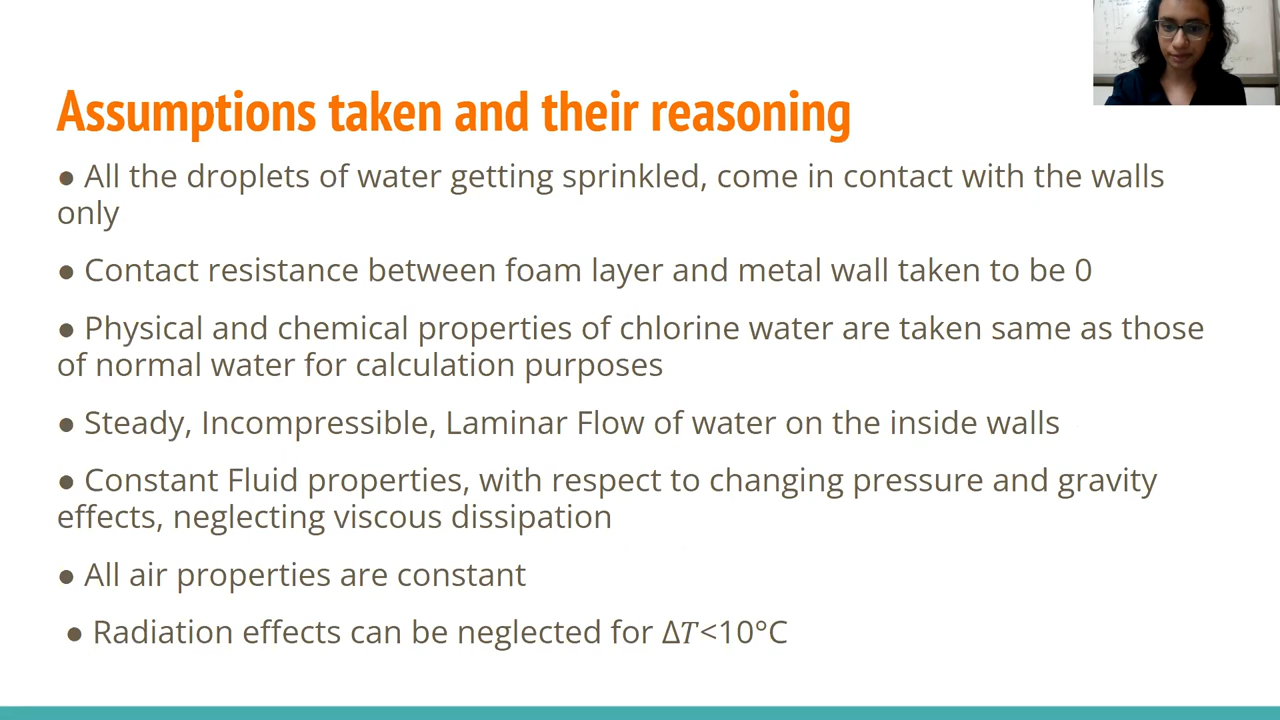 Assumptions taken and their reasoning
● All the droplets of water getting sprinkled, come in contact with the walls
only
● Contact resistance between foam layer and metal wall taken to be 0
● Physical and chemical properties of chlorine water are taken same as those
of normal water for calculation purposes
● Steady, Incompressible, Laminar Flow of water on the inside walls
● Constant Fluid properties, with respect to changing pressure and gravity
effects, neglecting viscous dissipation
● All air properties are constant
● Radiation effects can be neglected for Δ𝑇<10°C